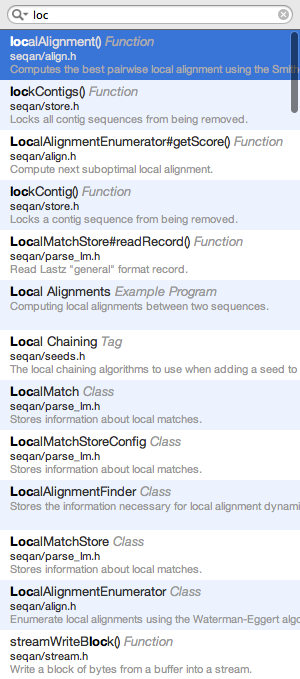 loc
localAlignment() Function
seqan/align.h
Computes the best pairwise local alignment using the Smith
lockContigs() Function
seqan/store.h
Locks all contig sequences from being removed.
LocalAlignmentEnumerator#getScore() Function
seqan/align.h
Compute next suboptimal local alignment.
lockContig() Function
seqan/store.h
Locks a contig sequence from being removed.
LocalMatchStore#readRecord() Function
seqan/parse_lm.h
Read Lastz "general" format record.
Local Alignments Example Program
Computing local alignments between two sequences.
Local Chaining Tag
seqan/seeds.h
The local chaining algorithms to use when adding a seed to
LocalMatch Class
seqan/parse_lm.h
Stores information about local matches.
LocalMatchStoreConfig Class
seqan/parse_lm.h
Stores information about local matches.
LocalAlignmentFinder Class
Stores the information necessary for local alignment dynami
LocalMatchStore Class
seqan/parse_lm.h
Stores information about local matches.
LocalAlignmentEnumerator Class
seqan/align.h
Enumerate local alignments using the Waterman-Eggert algo
streamWriteBlock() Function
seqan/stream.h
Write a block of bytes from a buffer into a stream.